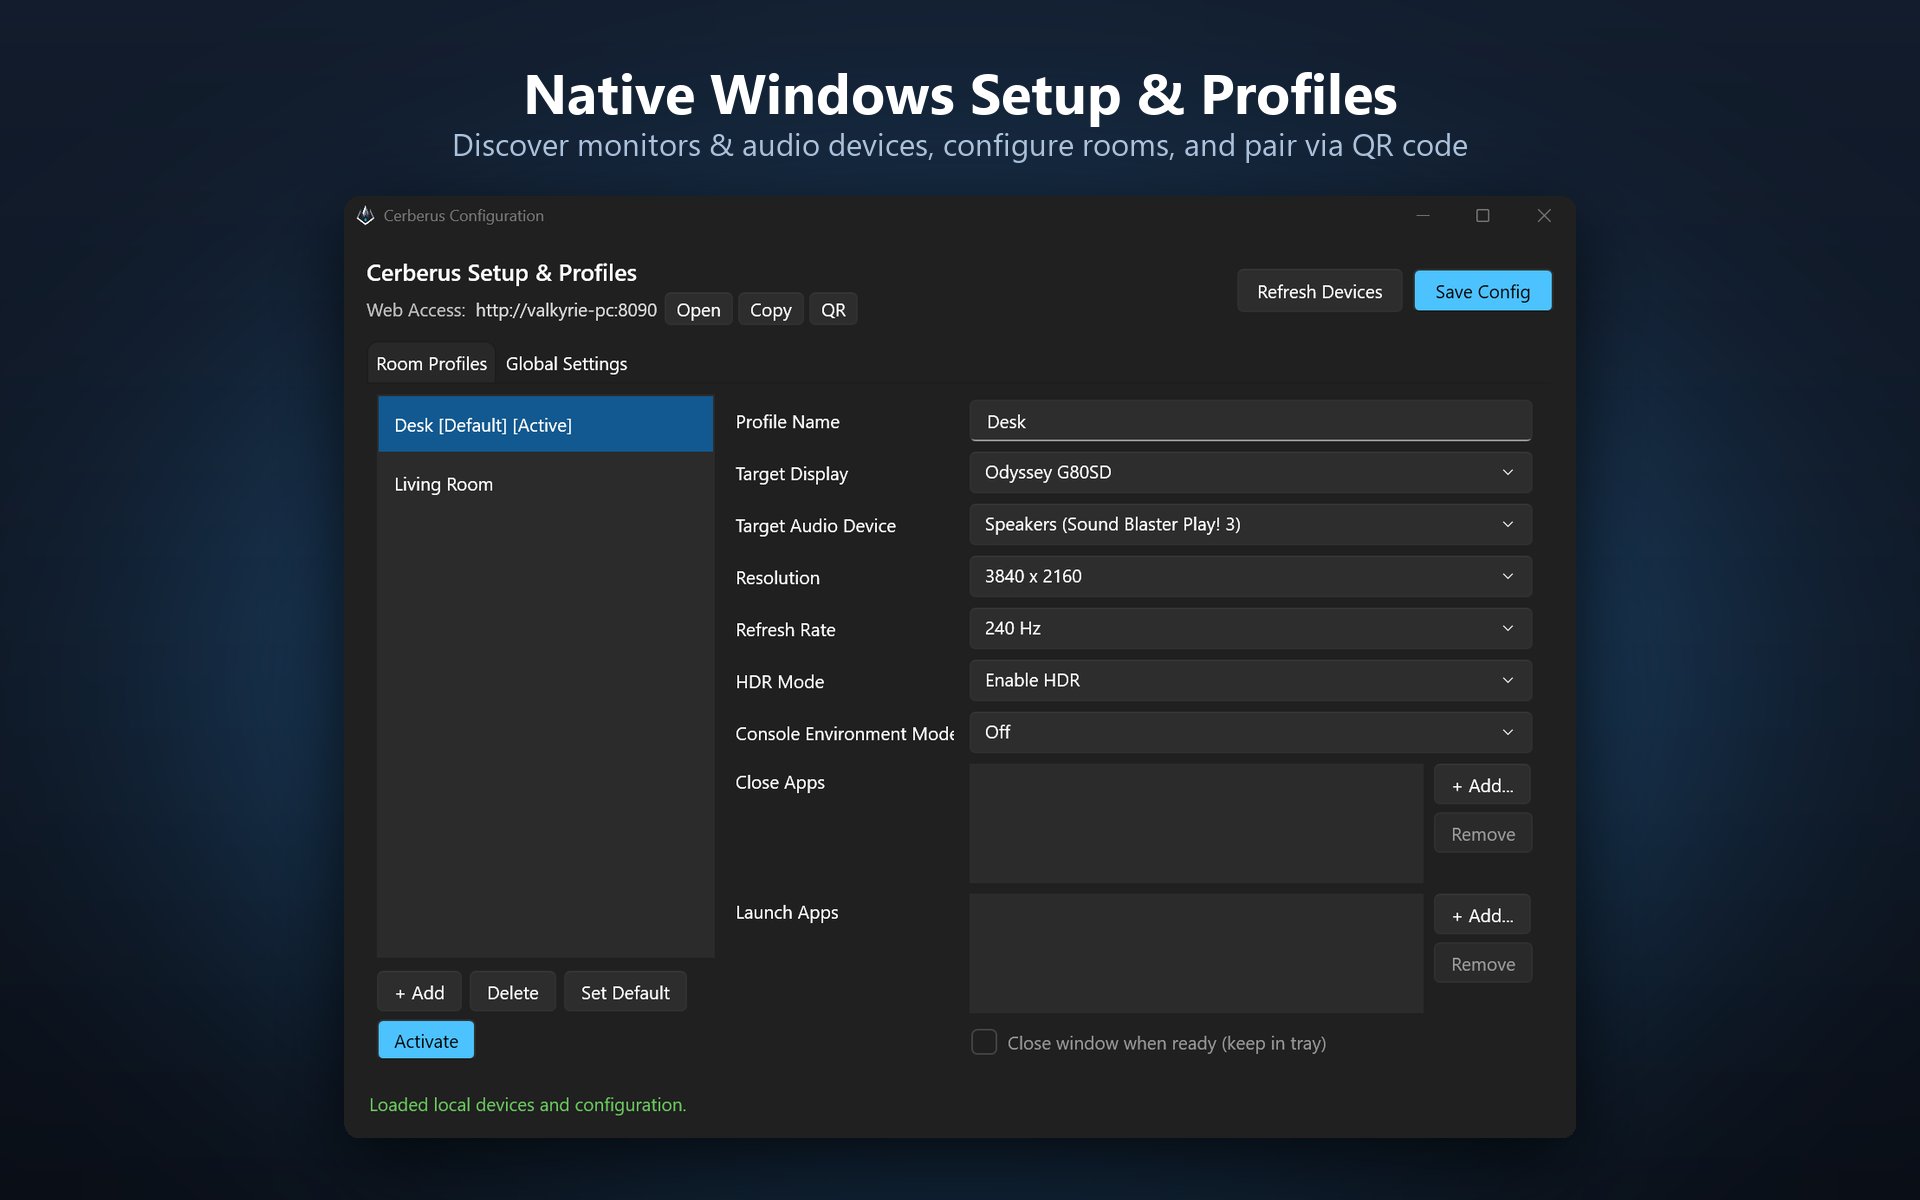 Native Windows Setup & Profiles
Discover monitors & audio devices, configure rooms, and pair via QR code
Cerberus Configuration
Cerberus Setup & Profiles
Web Access: http://valkyrie-pc:8090 Open Copy QR
Refresh Devices Save Config
Room Profiles Global Settings
Desk [Default] [Active]
Living Room
+ Add Delete Set Default
Activate
Profile Name Desk
Target Display Odyssey G80SD
Target Audio Device Speakers (Sound Blaster Play! 3)
Resolution 3840 x 2160
Refresh Rate 240 Hz
HDR Mode Enable HDR
Console Environment Mode Off
Close Apps + Add...
Remove
Launch Apps + Add...
Remove
Close window when ready (keep in tray)
Loaded local devices and configuration.